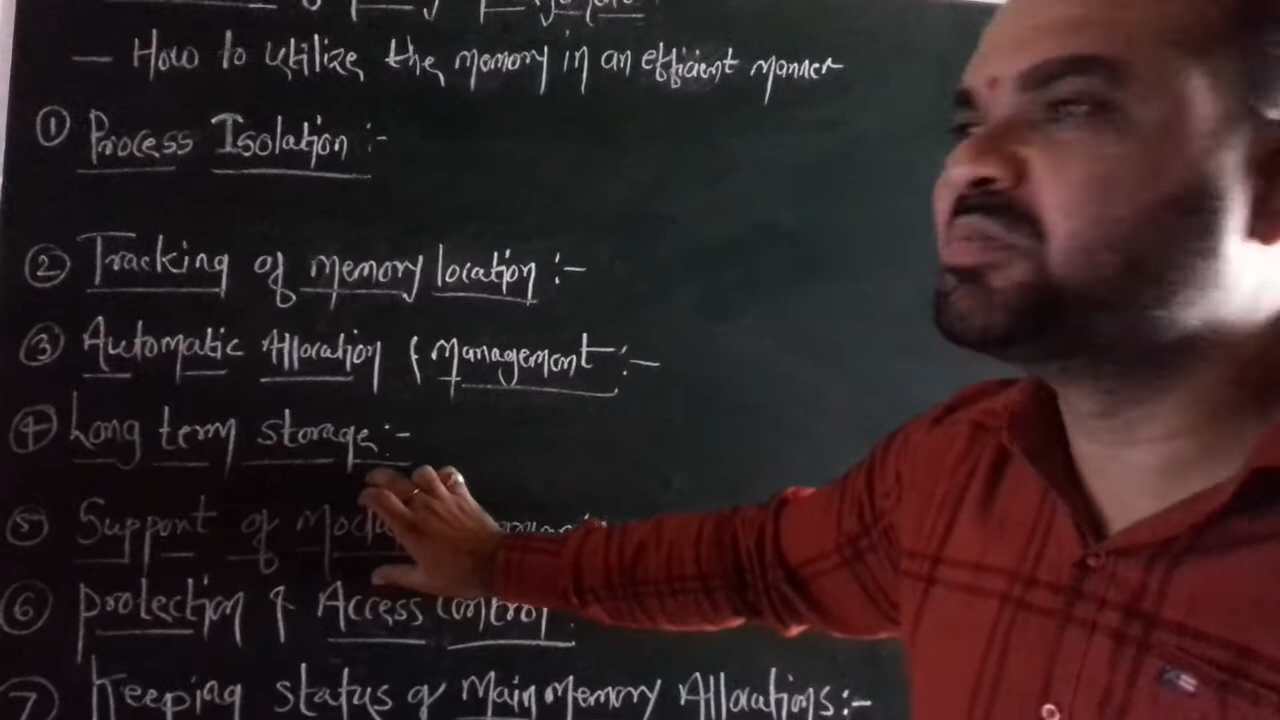 — How to utilize the memory in an efficient manner
① Process Isolation :-
② Tracking of memory location :-
③ Automatic Allocation & Management :-
④ Long term storage :-
⑤ Support of
⑥ Protection & Access control
⑦ Keeping status of Main Memory Allocations :-